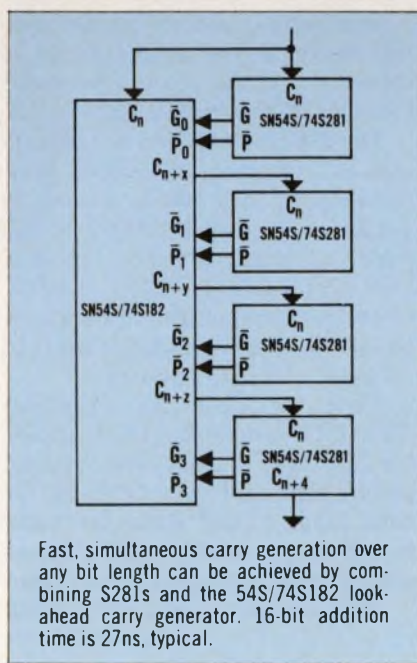 Cn
Cn
G̅0
G̅ SN54S/74S281
P̅0
P̅
Cn+x
Cn
G̅1
G̅ SN54S/74S281
P̅1
P̅
Cn+y
SN54S/74S182
Cn
G̅2
G̅ SN54S/74S281
P̅2
P̅
Cn+z
Cn
G̅3
G̅ SN54S/74S281
P̅3
P̅
Cn+4
Fast, simultaneous carry generation over
any bit length can be achieved by com-
bining S281s and the 54S/74S182 look-
ahead carry generator. 16-bit addition
time is 27ns, typical.